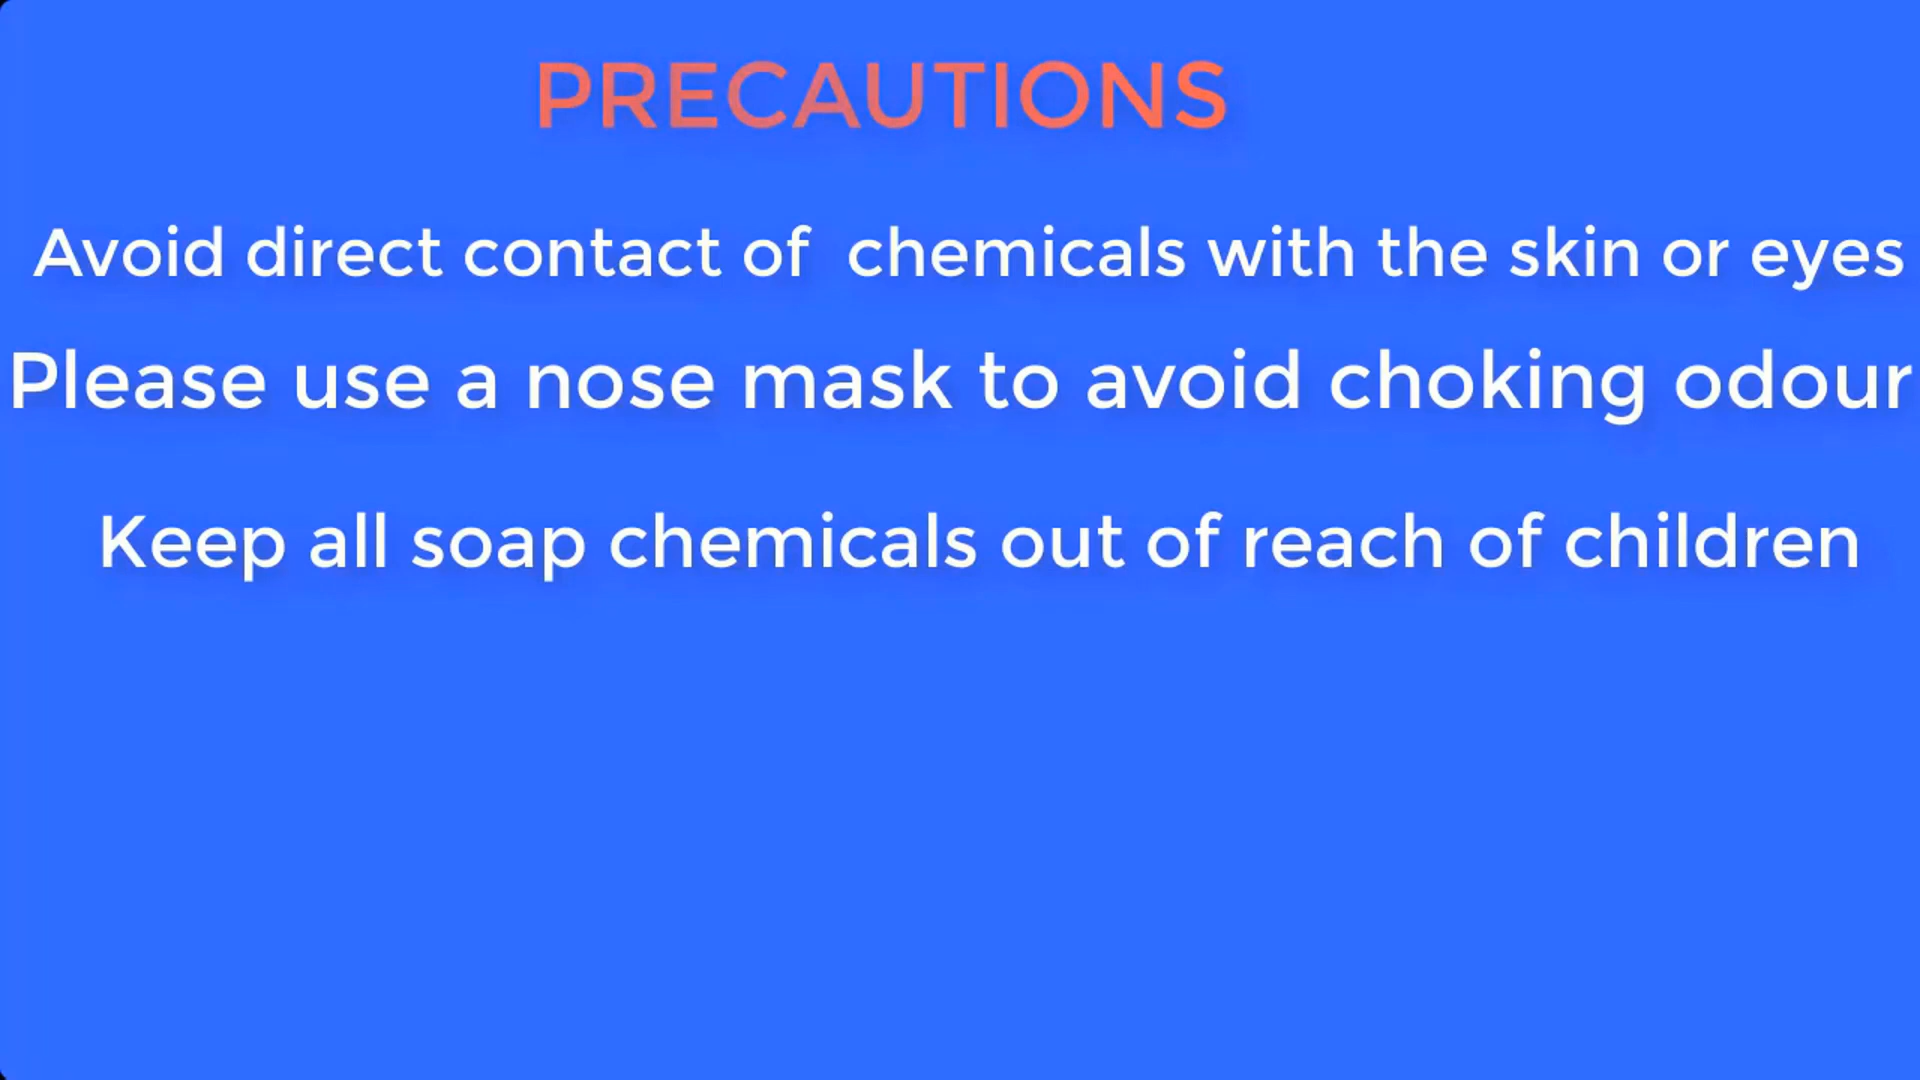 PRECAUTIONS
Avoid direct contact of chemicals with the skin or eyes
Please use a nose mask to avoid choking odour
Keep all soap chemicals out of reach of children